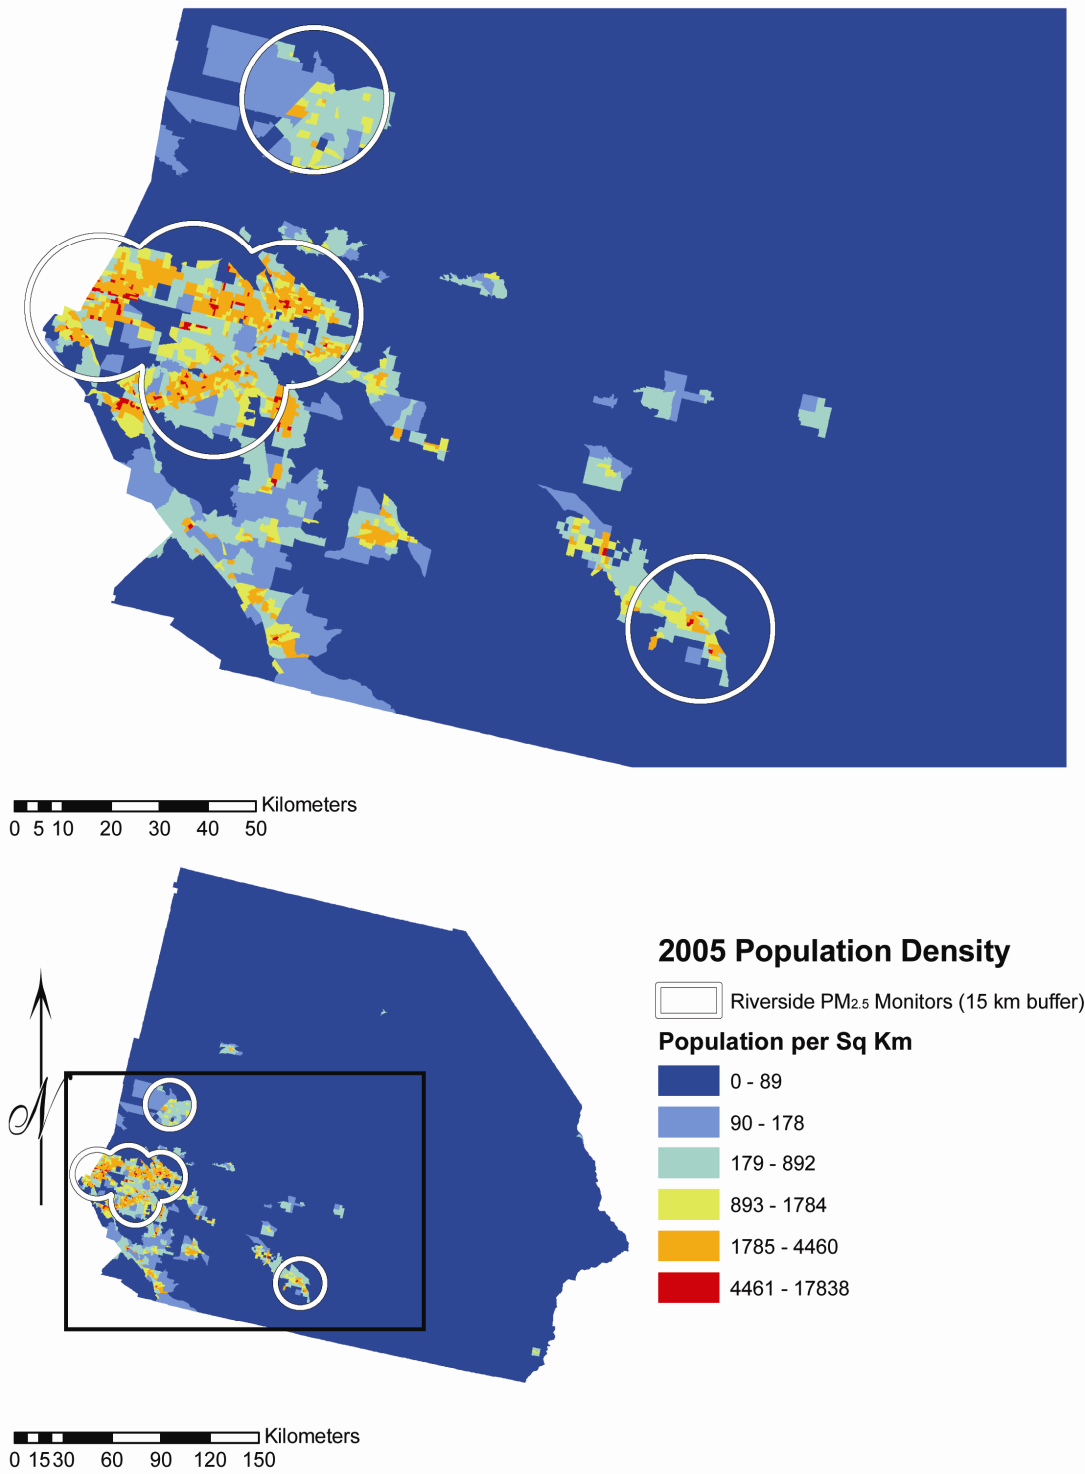 Kilometers
0 5 10 20 30 40 50
N
2005 Population Density
Riverside PM2.5 Monitors (15 km buffer)
Population per Sq Km
0 - 89
90 - 178
179 - 892
893 - 1784
1785 - 4460
4461 - 17838
Kilometers
0 15 30 60 90 120 150